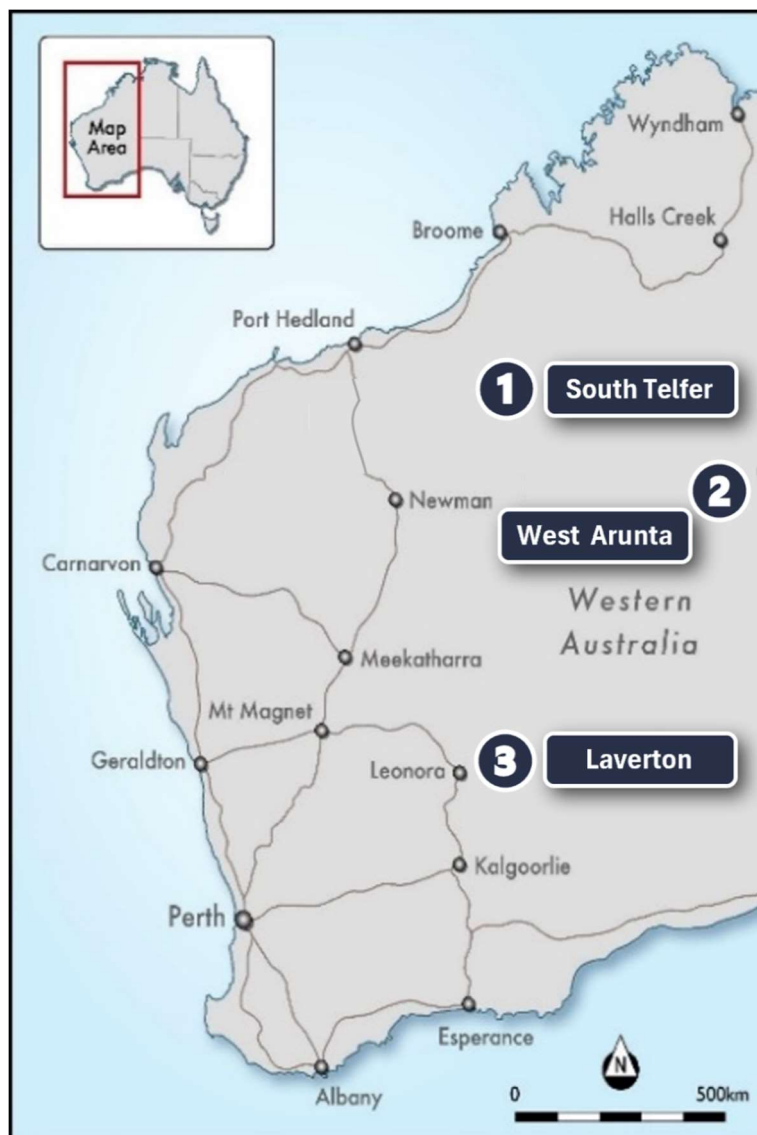 Map
Area
Wyndham
Halls Creek
Broome
Port Hedland
1
South Telfer
2
Newman
West Arunta
Carnarvon
Western
Australia
Meekatharra
Mt Magnet
Geraldton
Leonora
3
Laverton
Kalgoorlie
Perth
Esperance
N
0
500km
Albany